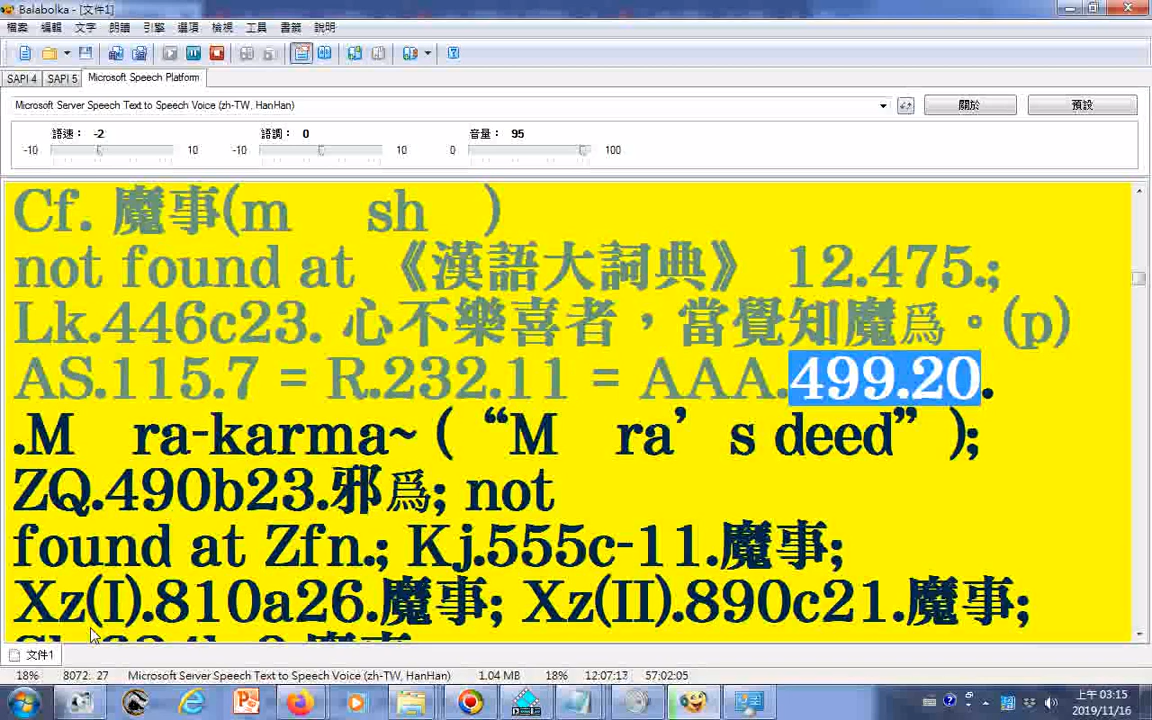 Balabolka - [文件1]
檔案 編輯 文字 朗讀 引擎 選項 檢視 工具 書籤 說明
SAPI 4 SAPI 5 Microsoft Speech Platform
Microsoft Server Speech Text to Speech Voice (zh-TW, HanHan) 關於 預設
語速： -2 語調： 0 音量： 95
-10 10 -10 10 0 100
Cf. 魔事(m sh )
not found at 《漢語大詞典》 12.475.;
Lk.446c23. 心不樂喜者，當覺知魔爲。(p)
AS.115.7 = R.232.11 = AAA.499.20.
.M ra-karma~ (“M ra’s deed”);
ZQ.490b23.邪爲; not
found at Zfn.; Kj.555c-11.魔事;
Xz(I).810a26.魔事; Xz(II).890c21.魔事;
文件1
18% 8072: 27 Microsoft Server Speech Text to Speech Voice (zh-TW, HanHan) 1.04 MB 18% 12:07:13 57:02:05
上午 03:15
2019/11/16